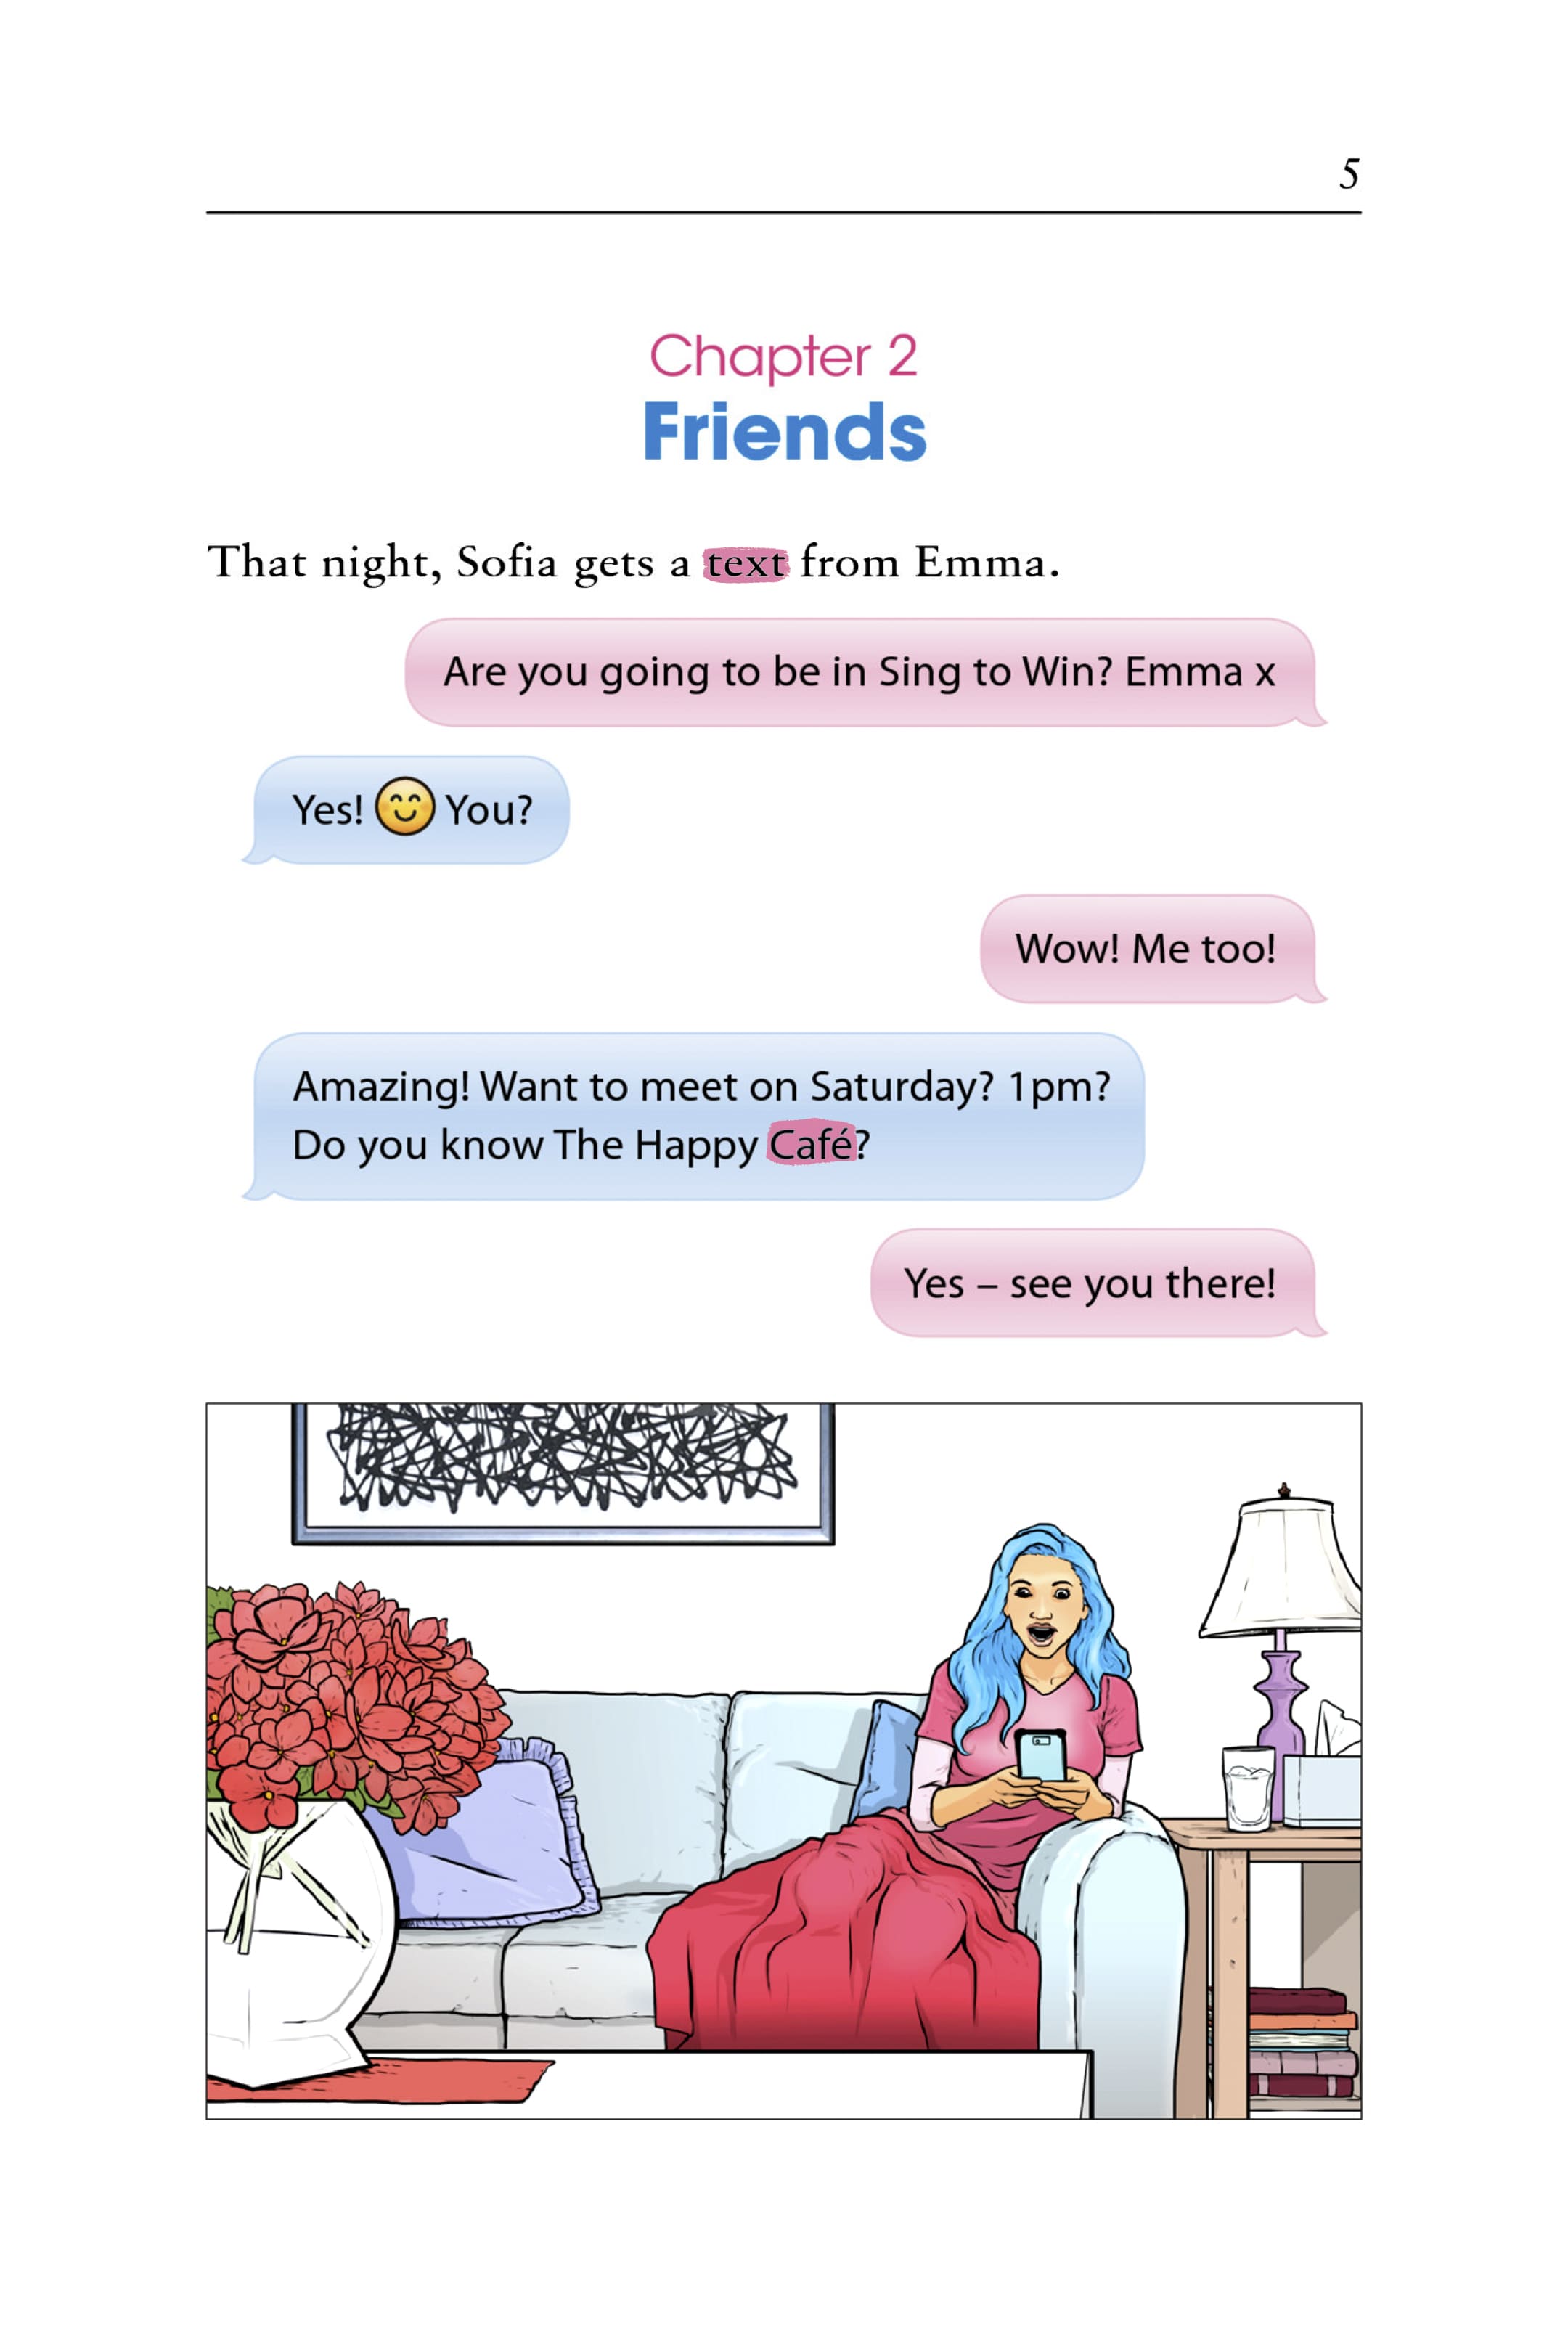 5
Chapter 2
Friends
That night, Sofia gets a text from Emma.
Are you going to be in Sing to Win? Emma x
Yes! 😊 You?
Wow! Me too!
Amazing! Want to meet on Saturday? 1pm?
Do you know The Happy Café?
Yes – see you there!